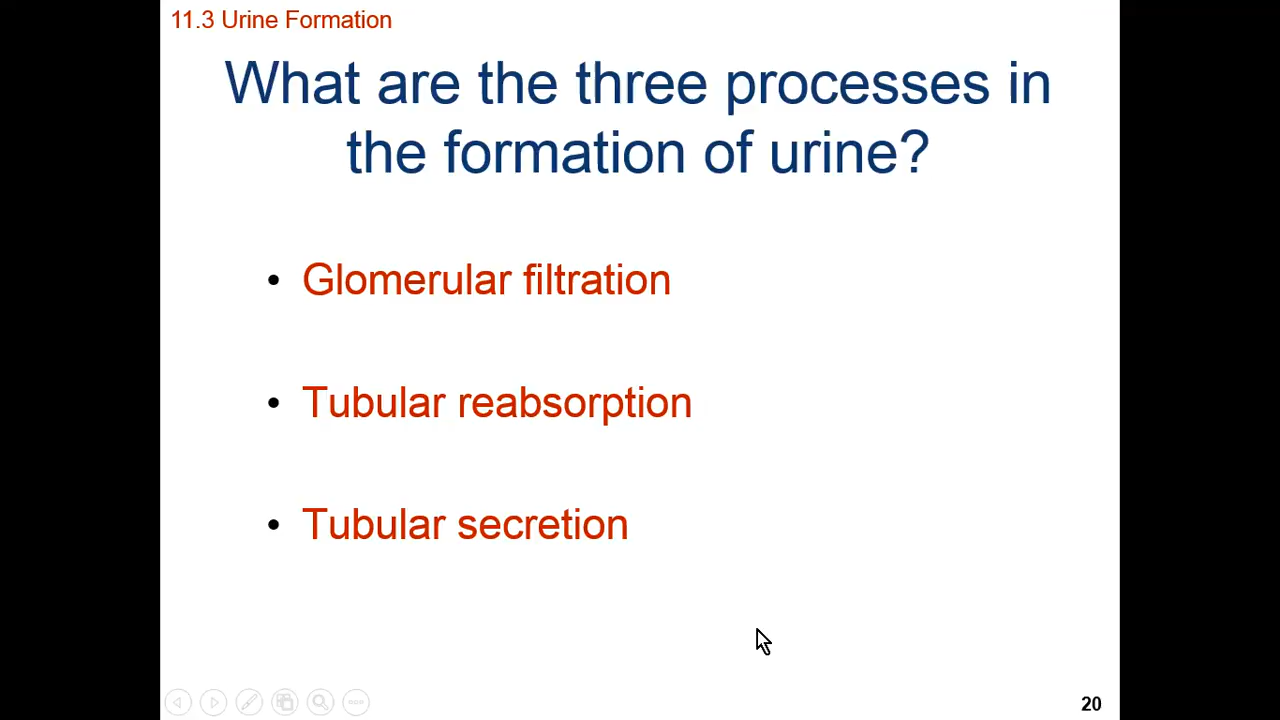 11.3 Urine Formation
What are the three processes in
the formation of urine?
• Glomerular filtration
• Tubular reabsorption
• Tubular secretion
20